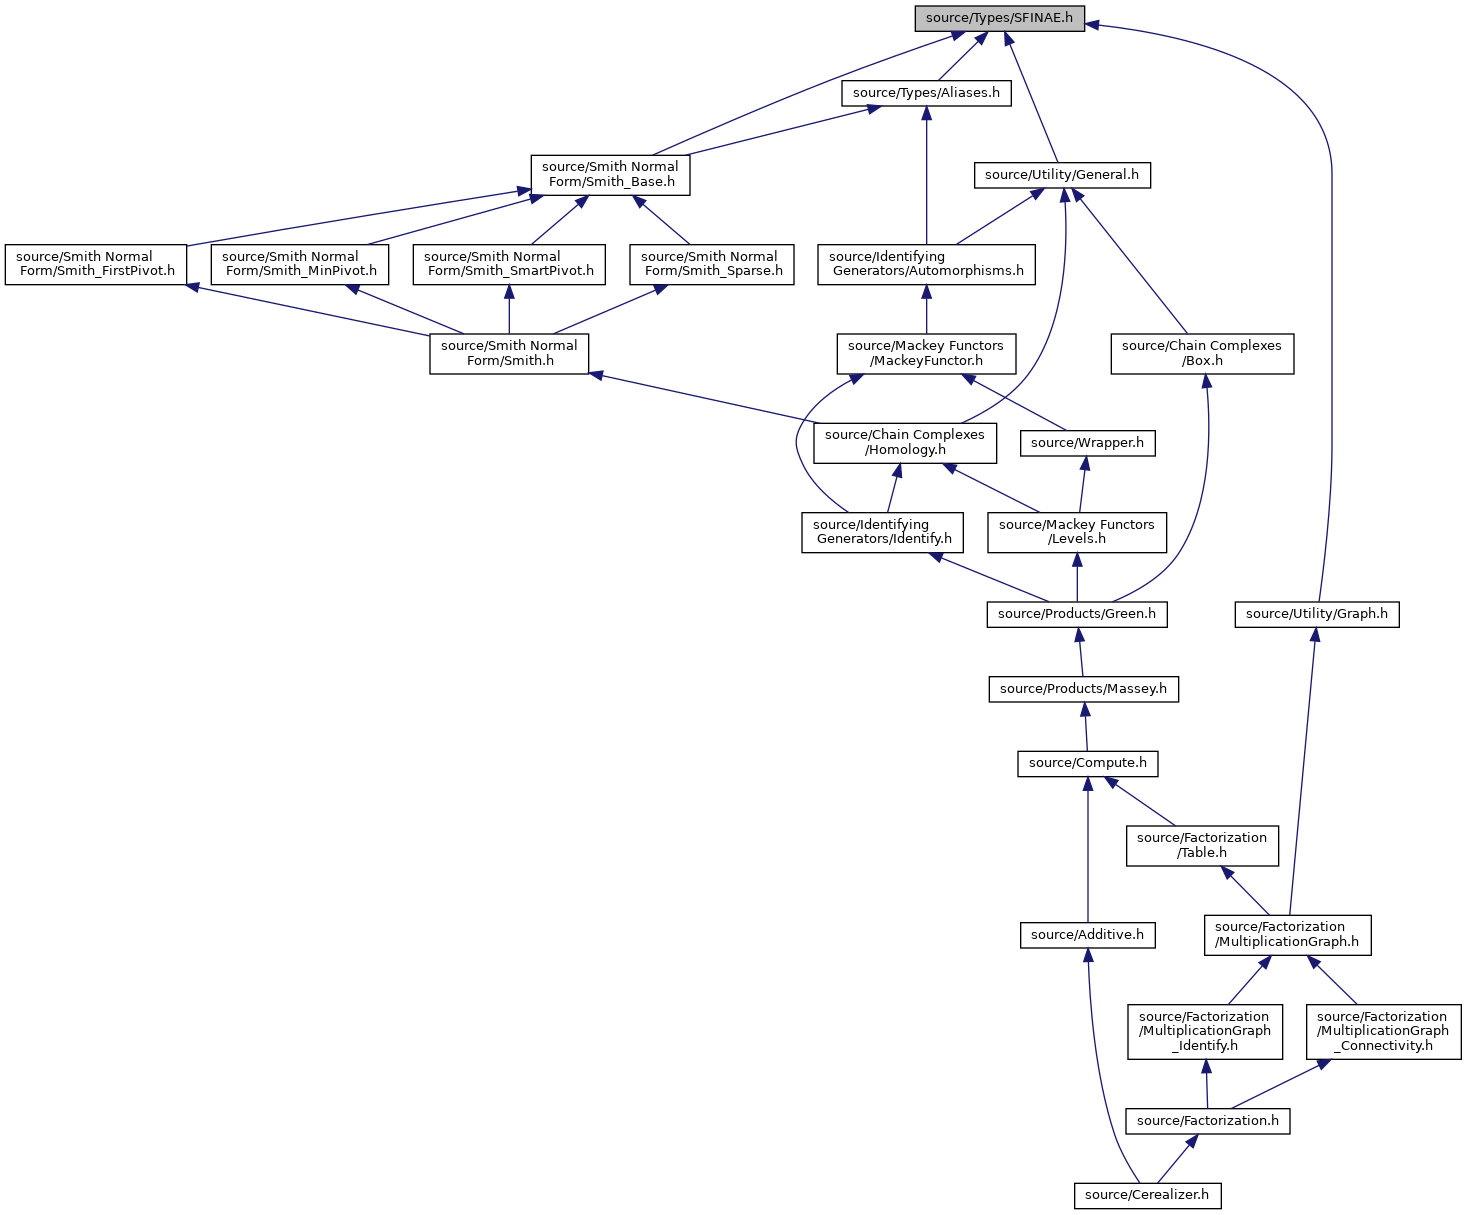 source/Types/SFINAE.h
source/Types/Aliases.h
source/Smith Normal
Form/Smith_Base.h
source/Utility/General.h
source/Smith Normal
Form/Smith_FirstPivot.h
source/Smith Normal
Form/Smith_MinPivot.h
source/Smith Normal
Form/Smith_SmartPivot.h
source/Smith Normal
Form/Smith_Sparse.h
source/Identifying
Generators/Automorphisms.h
source/Smith Normal
Form/Smith.h
source/Mackey Functors
/MackeyFunctor.h
source/Chain Complexes
/Box.h
source/Chain Complexes
/Homology.h
source/Wrapper.h
source/Identifying
Generators/Identify.h
source/Mackey Functors
/Levels.h
source/Products/Green.h
source/Utility/Graph.h
source/Products/Massey.h
source/Compute.h
source/Factorization
/Table.h
source/Additive.h
source/Factorization
/MultiplicationGraph.h
source/Factorization
/MultiplicationGraph
_Identify.h
source/Factorization
/MultiplicationGraph
_Connectivity.h
source/Factorization.h
source/Cerealizer.h